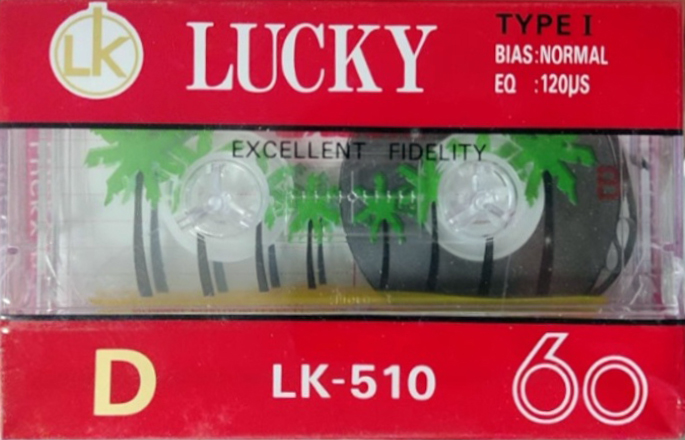 LK
LUCKY
TYPE I
BIAS:NORMAL
EQ :120µS
EXCELLENT FIDELITY
B
D
LK-510
60